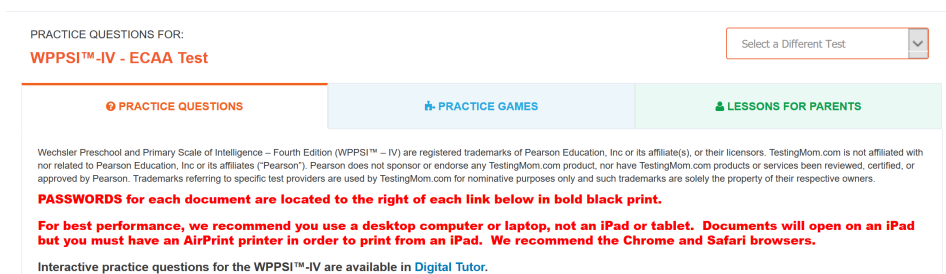 PRACTICE QUESTIONS FOR:
WPPSI™-IV - ECAA Test
Select a Different Test
PRACTICE QUESTIONS
PRACTICE GAMES
LESSONS FOR PARENTS
Wechsler Preschool and Primary Scale of Intelligence – Fourth Edition (WPPSI™ – IV) are registered trademarks of Pearson Education, Inc or its affiliate(s), or their licensors. TestingMom.com is not affiliated with
nor related to Pearson Education, Inc or its affiliates ("Pearson"). Pearson does not sponsor or endorse any TestingMom.com product, nor have TestingMom.com products or services been reviewed, certified, or
approved by Pearson. Trademarks referring to specific test providers are used by TestingMom.com for nominative purposes only and such trademarks are solely the property of their respective owners.
PASSWORDS for each document are located to the right of each link below in bold black print.
For best performance, we recommend you use a desktop computer or laptop, not an iPad or tablet. Documents will open on an iPad
but you must have an AirPrint printer in order to print from an iPad. We recommend the Chrome and Safari browsers.
Interactive practice questions for the WPPSI™-IV are available in Digital Tutor.